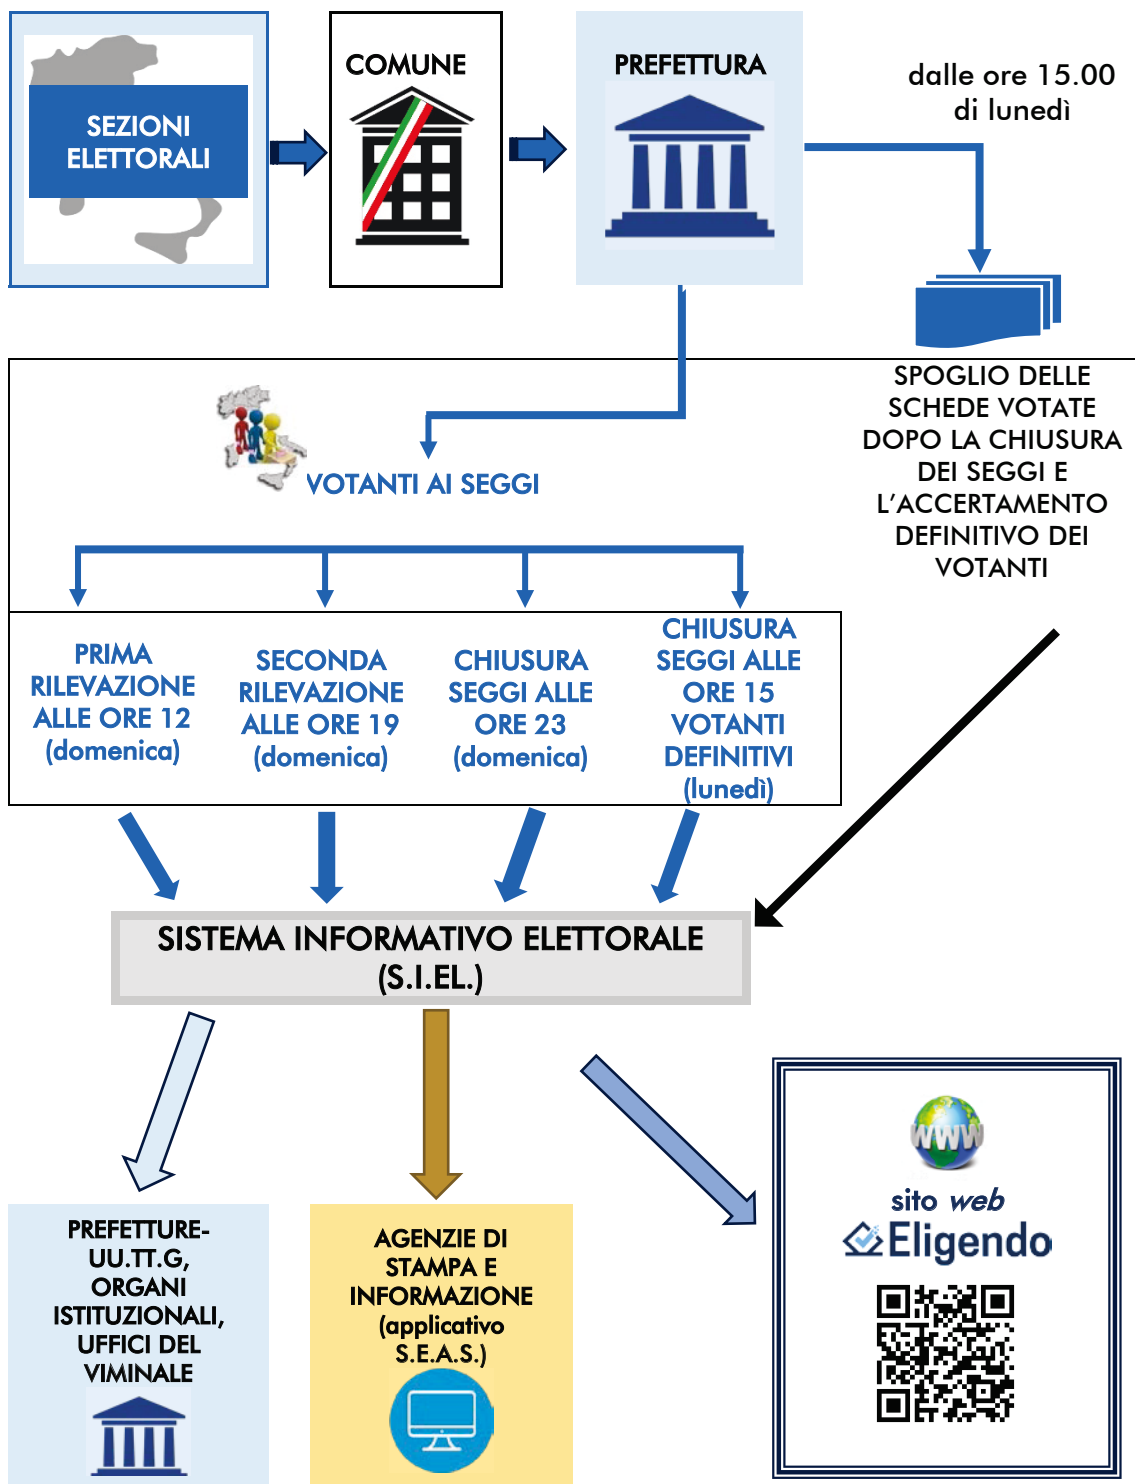 SEZIONI
ELETTORALI
COMUNE
PREFETTURA
dalle ore 15.00
di lunedì
SPOGLIO DELLE
SCHEDE VOTATE
DOPO LA CHIUSURA
DEI SEGGI E
L’ACCERTAMENTO
DEFINITIVO DEI
VOTANTI
VOTANTI AI SEGGI
PRIMA
RILEVAZIONE
ALLE ORE 12
(domenica)
SECONDA
RILEVAZIONE
ALLE ORE 19
(domenica)
CHIUSURA
SEGGI ALLE
ORE 23
(domenica)
CHIUSURA
SEGGI ALLE
ORE 15
VOTANTI
DEFINITIVI
(lunedì)
SISTEMA INFORMATIVO ELETTORALE
(S.I.EL.)
PREFETTURE-
UU.TT.G,
ORGANI
ISTITUZIONALI,
UFFICI DEL
VIMINALE
AGENZIE DI
STAMPA E
INFORMAZIONE
(applicativo
S.E.A.S.)
WWW
sito web
Eligendo